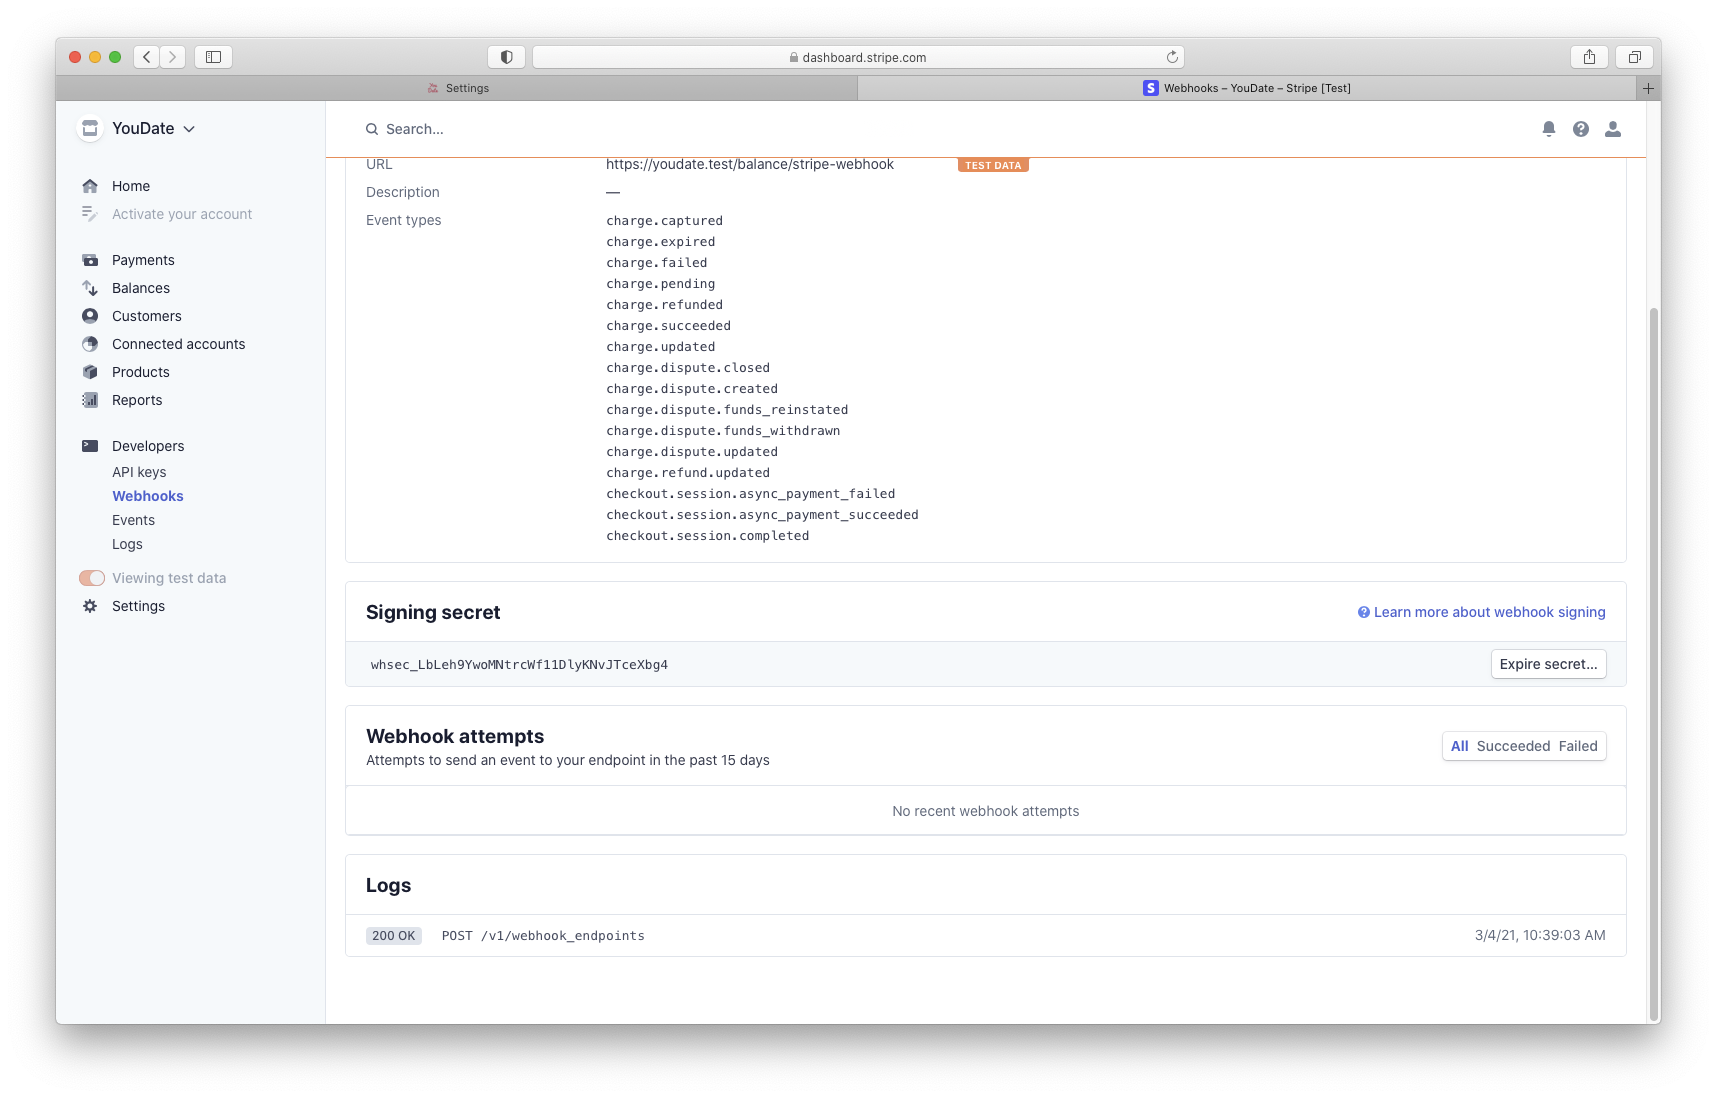 dashboard.stripe.com
Settings
Webhooks – YouDate – Stripe [Test]
YouDate
Search...
Home
Activate your account
Payments
Balances
Customers
Connected accounts
Products
Reports
Developers
API keys
Webhooks
Events
Logs
Viewing test data
Settings
URL https://youdate.test/balance/stripe-webhook TEST DATA
Description —
Event types charge.captured
charge.expired
charge.failed
charge.pending
charge.refunded
charge.succeeded
charge.updated
charge.dispute.closed
charge.dispute.created
charge.dispute.funds_reinstated
charge.dispute.funds_withdrawn
charge.dispute.updated
charge.refund.updated
checkout.session.async_payment_failed
checkout.session.async_payment_succeeded
checkout.session.completed
Signing secret Learn more about webhook signing
whsec_LbLeh9YwoMNtrcWf11DlyKNvJTceXbg4 Expire secret...
Webhook attempts
Attempts to send an event to your endpoint in the past 15 days
All Succeeded Failed
No recent webhook attempts
Logs
200 OK POST /v1/webhook_endpoints 3/4/21, 10:39:03 AM